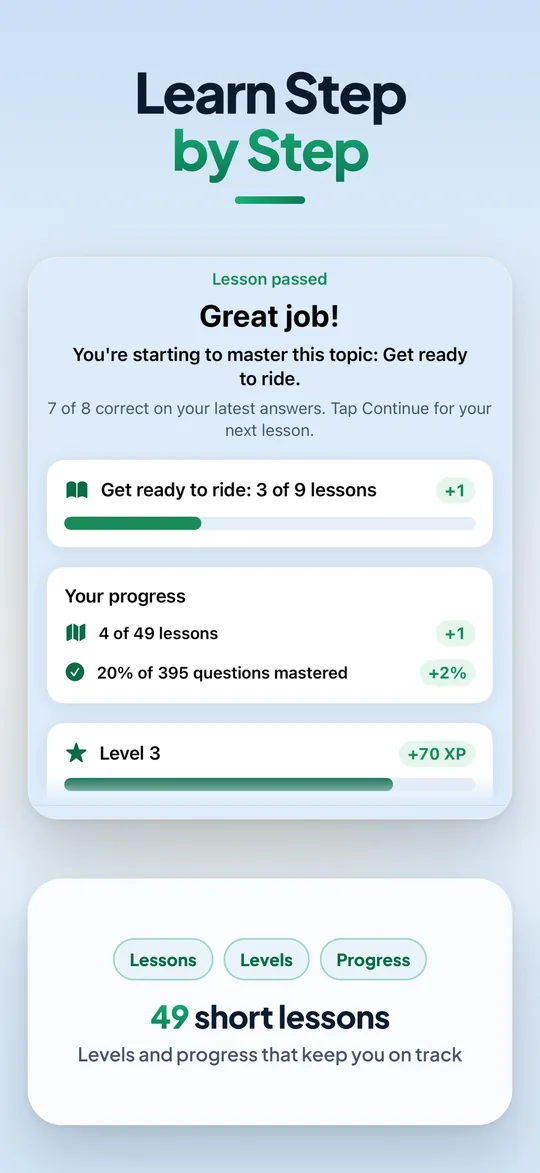 Learn Step
by Step
Lesson passed
Great job!
You're starting to master this topic: Get ready
to ride.
7 of 8 correct on your latest answers. Tap Continue for your
next lesson.
Get ready to ride: 3 of 9 lessons
+1
Your progress
4 of 49 lessons
+1
20% of 395 questions mastered
+2%
Level 3
+70 XP
Lessons
Levels
Progress
49 short lessons
Levels and progress that keep you on track